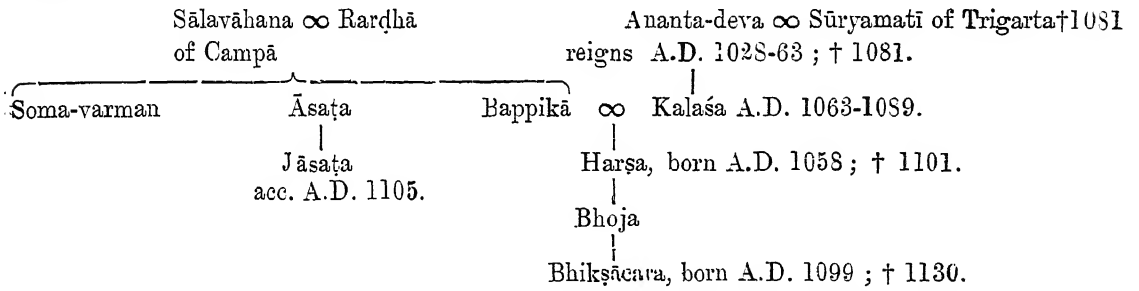 Sālavāhana ∞ Rarḍhā Ananta-deva ∞ Sūryamatī of Trigarta†1081
of Campā reigns A.D. 1028-63 ; † 1081.
Soma-varman Āsaṭa Bappikā ∞ Kalaśa A.D. 1063-1089.
Jāsaṭa Harṣa, born A.D. 1058 ; † 1101.
acc. A.D. 1105.
Bhoja
Bhikṣācara, born A.D. 1099 ; † 1130.